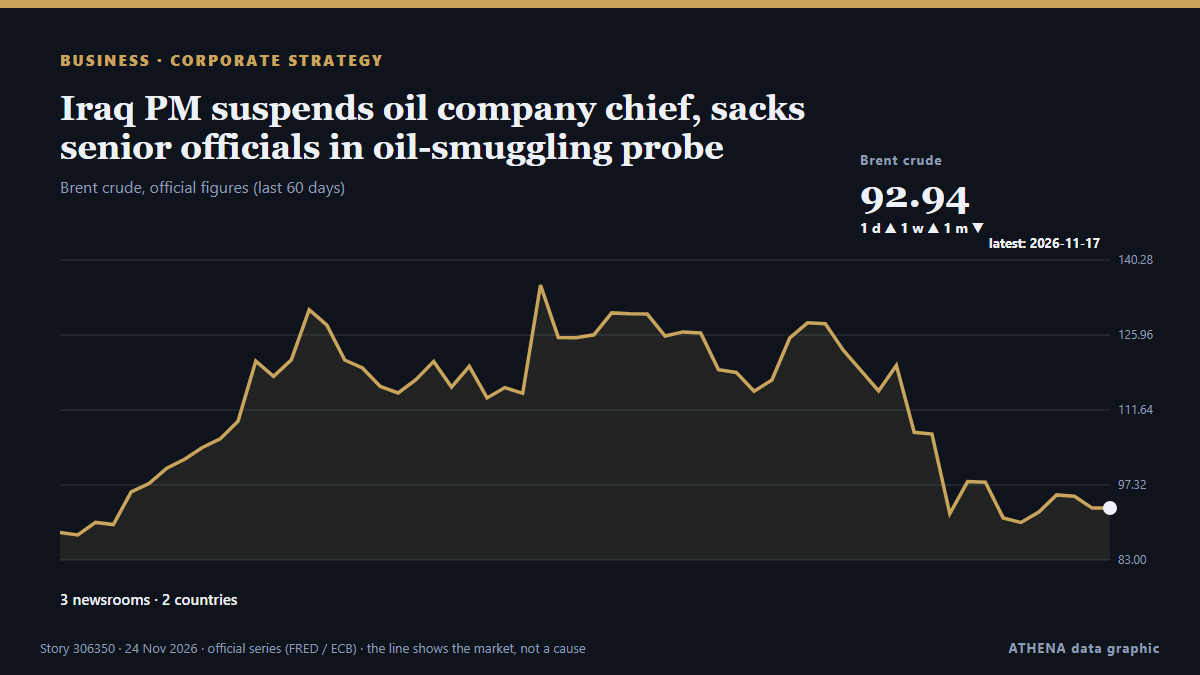 BUSINESS · CORPORATE STRATEGY
Iraq PM suspends oil company chief, sacks
senior officials in oil-smuggling probe
Brent crude, official figures (last 60 days)
Brent crude
92.94
1 d ▲ 1 w ▲ 1 m ▼
latest: 2026-11-17
140.28
125.96
111.64
97.32
83.00
3 newsrooms · 2 countries
Story 306350 · 24 Nov 2026 · official series (FRED / ECB) · the line shows the market, not a cause
ATHENA data graphic